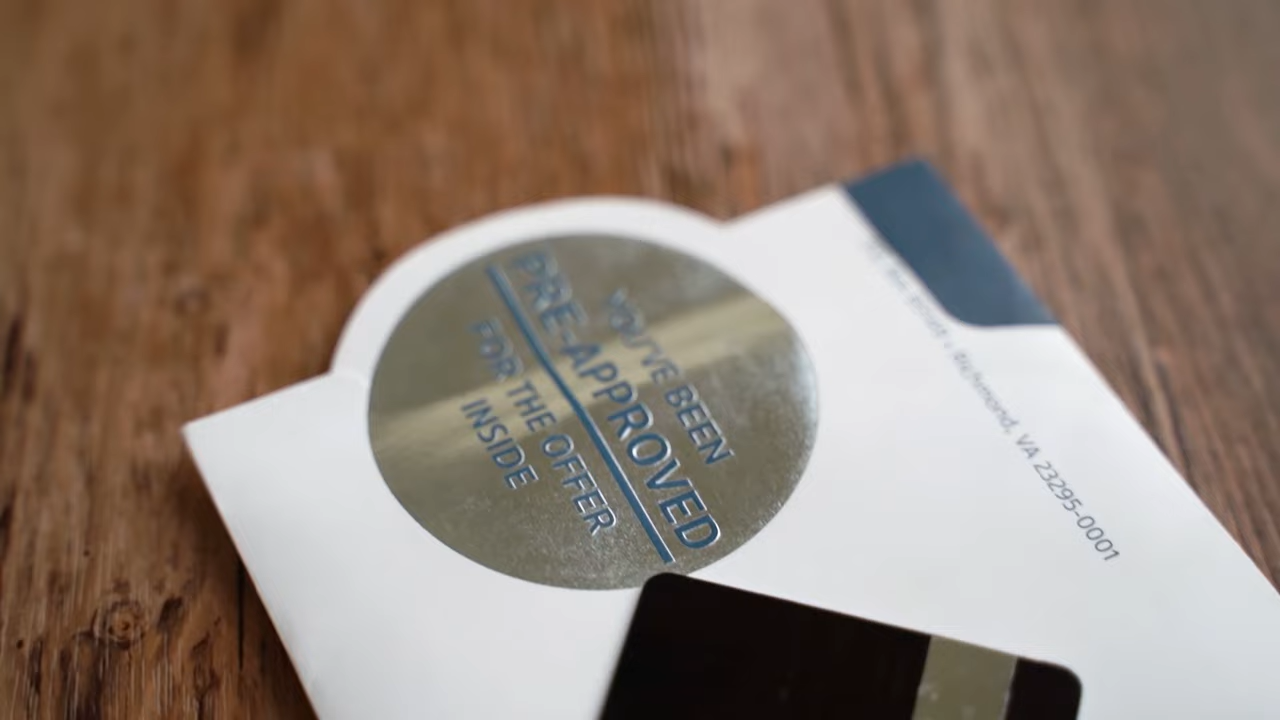 YOU'VE BEEN
PRE-APPROVED
FOR THE OFFER
INSIDE
Richmond, VA 23295-0001